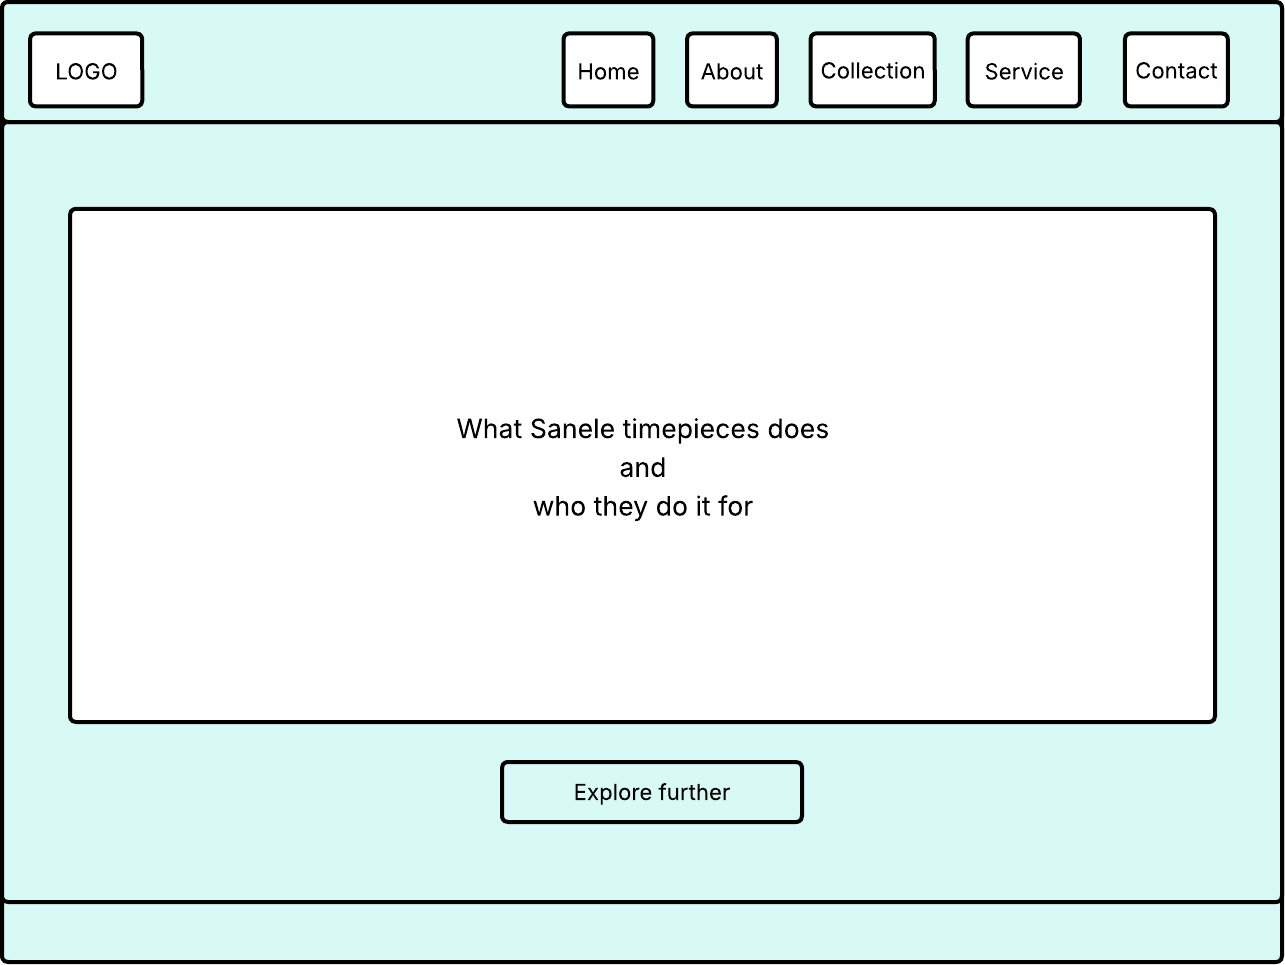 LOGO
Home
About
Collection
Service
Contact
What Sanele timepieces does
and
who they do it for
Explore further